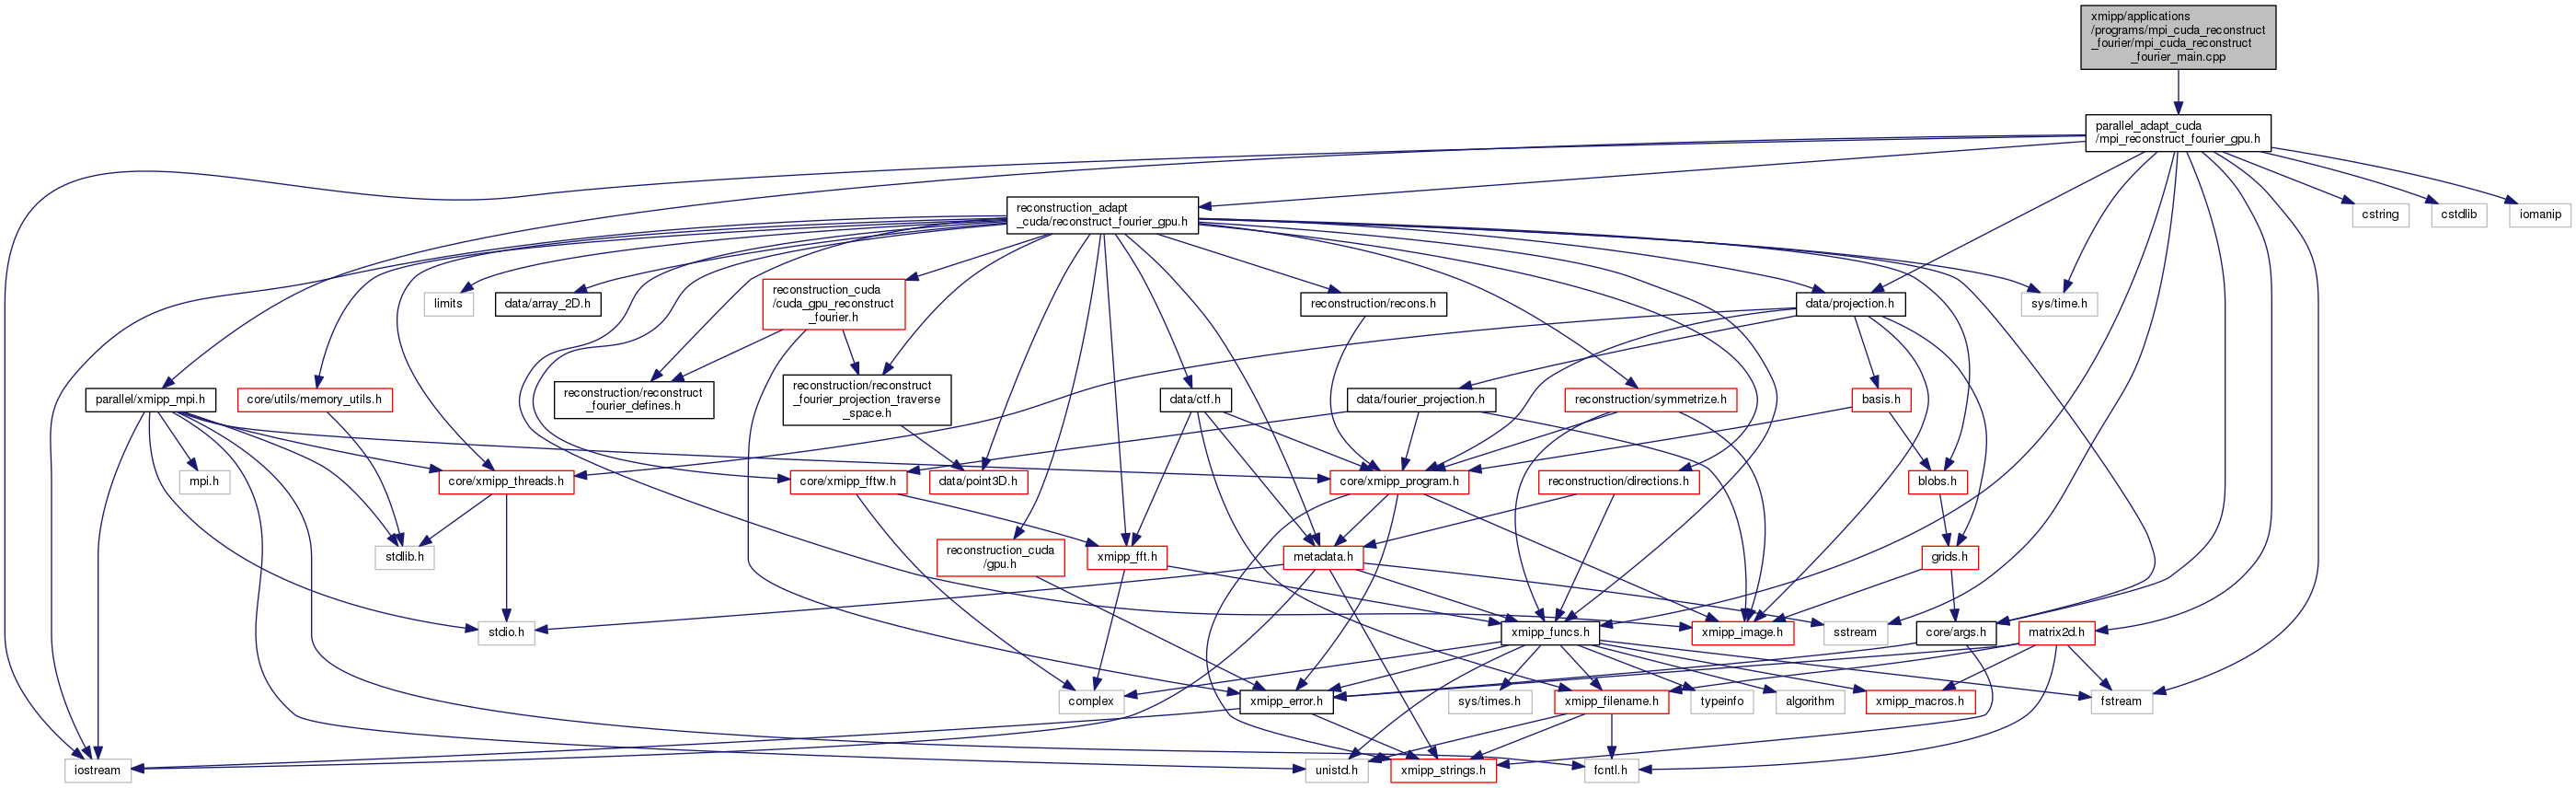 xmipp/applications
/programs/mpi_cuda_reconstruct
_fourier/mpi_cuda_reconstruct
_fourier_main.cpp
parallel_adapt_cuda
/mpi_reconstruct_fourier_gpu.h
reconstruction_adapt
_cuda/reconstruct_fourier_gpu.h
cstring
cstdlib
iomanip
limits
data/array_2D.h
reconstruction_cuda
/cuda_gpu_reconstruct
_fourier.h
reconstruction/recons.h
data/projection.h
sys/time.h
parallel/xmipp_mpi.h
core/utils/memory_utils.h
reconstruction/reconstruct
_fourier_defines.h
reconstruction/reconstruct
_fourier_projection_traverse
_space.h
data/ctf.h
data/fourier_projection.h
reconstruction/symmetrize.h
basis.h
mpi.h
core/xmipp_threads.h
core/xmipp_fftw.h
data/point3D.h
core/xmipp_program.h
reconstruction/directions.h
blobs.h
stdlib.h
reconstruction_cuda
/gpu.h
xmipp_fft.h
metadata.h
grids.h
stdio.h
xmipp_funcs.h
xmipp_image.h
sstream
core/args.h
matrix2d.h
complex
xmipp_error.h
sys/times.h
xmipp_filename.h
typeinfo
algorithm
xmipp_macros.h
fstream
iostream
unistd.h
xmipp_strings.h
fcntl.h